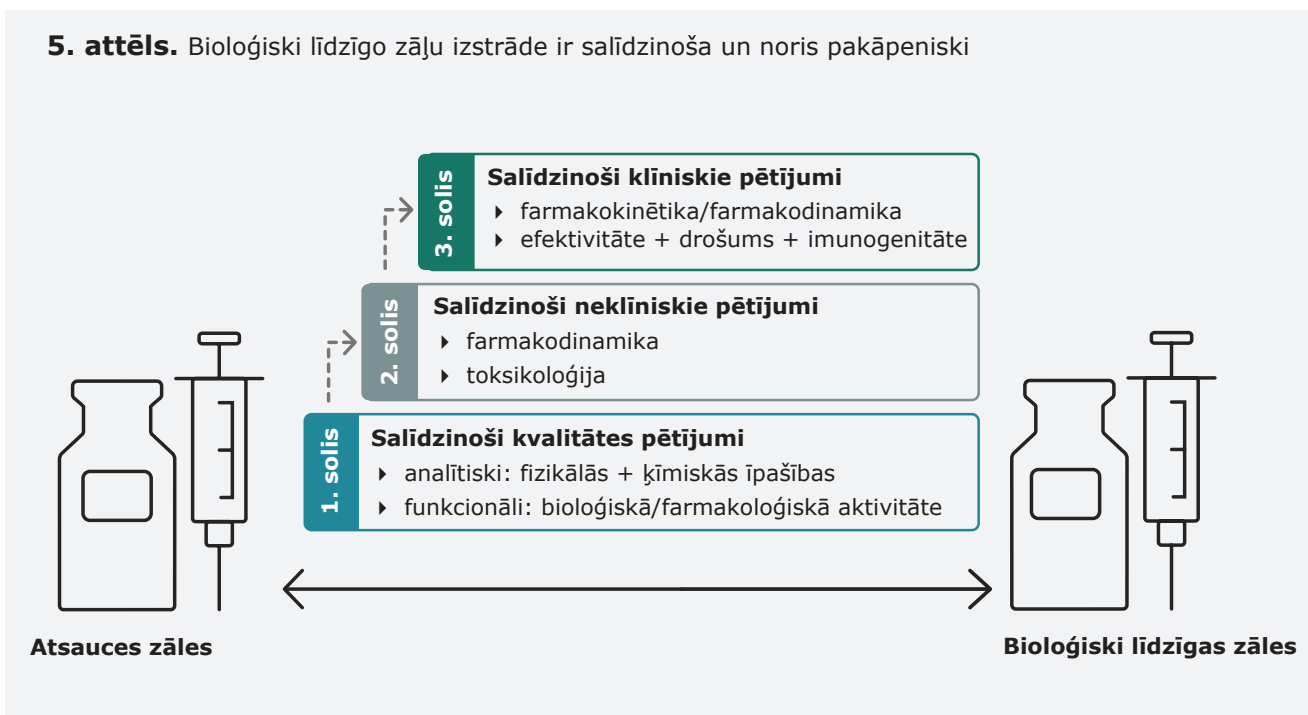 5. attēls. Bioloģiski līdzīgo zāļu izstrāde ir salīdzinoša un noris pakāpeniski
3. solis
Salīdzinoši klīniskie pētījumi
farmakokinētika/farmakodinamika
efektivitāte + drošums + imunogenitāte
2. solis
Salīdzinoši neklīniskie pētījumi
farmakodinamika
toksikoloģija
1. solis
Salīdzinoši kvalitātes pētījumi
analītiski: fizikālās + ķīmiskās īpašības
funkcionāli: bioloģiskā/farmakoloģiskā aktivitāte
Atsauces zāles
Bioloģiski līdzīgas zāles